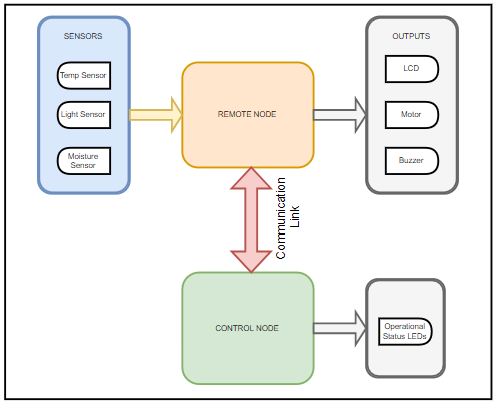 SENSORS
Temp Sensor
Light Sensor
Moisture
Sensor
REMOTE NODE
OUTPUTS
LCD
Motor
Buzzer
Communication
Link
CONTROL NODE
Operational
Status LEDs